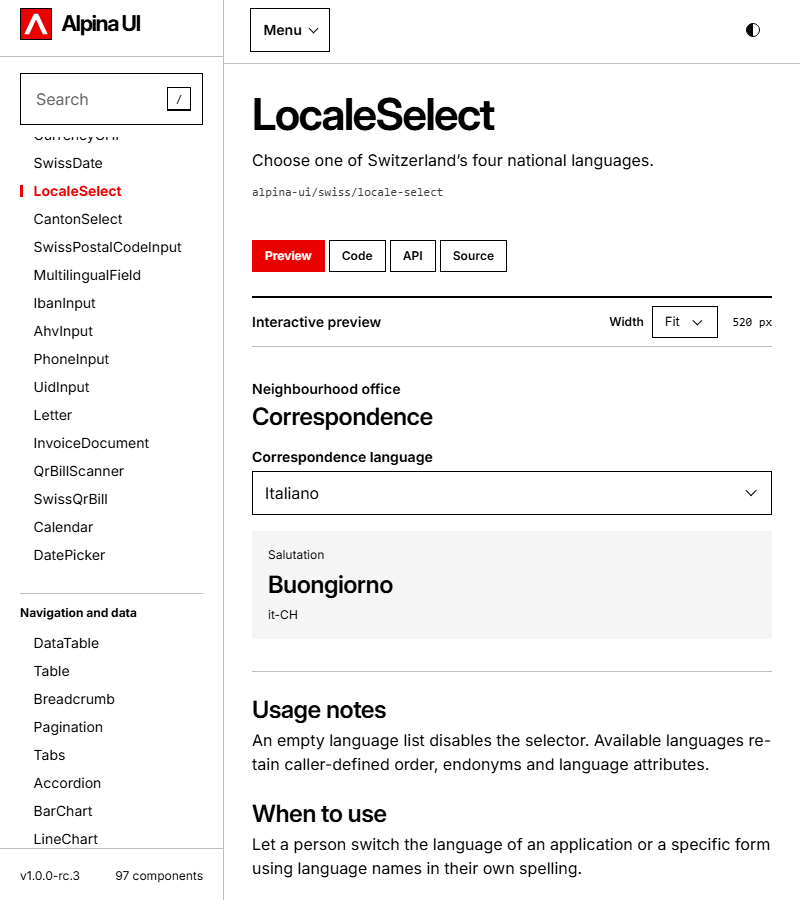 Alpina UI
Search /
SwissDate
LocaleSelect
CantonSelect
SwissPostalCodeInput
MultilingualField
IbanInput
AhvInput
PhoneInput
UidInput
Letter
InvoiceDocument
QrBillScanner
SwissQrBill
Calendar
DatePicker
Navigation and data
DataTable
Table
Breadcrumb
Pagination
Tabs
Accordion
BarChart
LineChart
v1.0.0-rc.3 97 components
Menu
LocaleSelect
Choose one of Switzerland’s four national languages.
alpina-ui/swiss/locale-select
Preview Code API Source
Interactive preview Width Fit 520 px
Neighbourhood office
Correspondence
Correspondence language
Italiano
Salutation
Buongiorno
it-CH
Usage notes
An empty language list disables the selector. Available languages re-
tain caller-defined order, endonyms and language attributes.
When to use
Let a person switch the language of an application or a specific form
using language names in their own spelling.